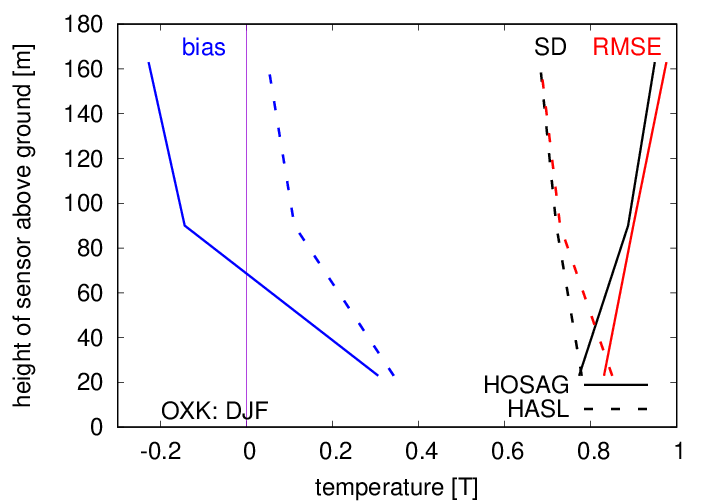 180
160
140
120
100
80
60
40
20
0
height of sensor above ground [m]
bias
SD
RMSE
HOSAG
HASL
OXK: DJF
-0.2
0
0.2
0.4
0.6
0.8
1
temperature [T]